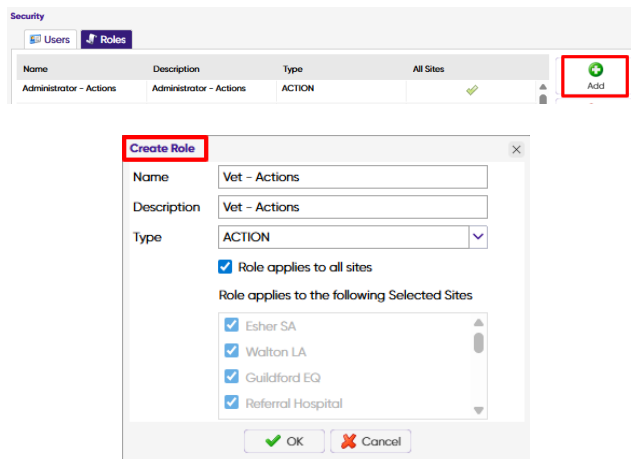 Security
Users Roles
Name Description Type All Sites
Administrator - Actions Administrator - Actions ACTION
Add
Create Role
Name Vet - Actions
Description Vet - Actions
Type ACTION
Role applies to all sites
Role applies to the following Selected Sites
Esher SA
Walton LA
Guildford EQ
Referral Hospital
OK Cancel